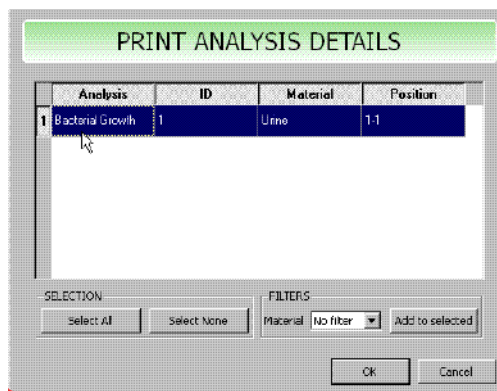 PRINT ANALYSIS DETAILS
Analysis ID Material Position
1 Bacterial Growth 1 Urine 1-1
SELECTION FILTERS
Select All Select None Material No filter Add to selected
OK Cancel